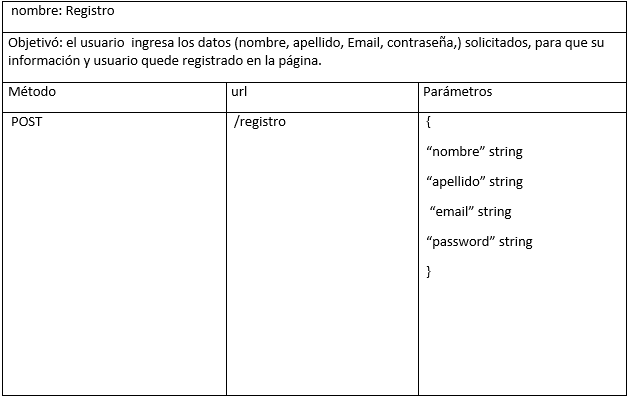 nombre: Registro
Objetivó: el usuario ingresa los datos (nombre, apellido, Email, contraseña,) solicitados, para que su
información y usuario quede registrado en la página.
Método url Parámetros
POST /registro {
“nombre” string
“apellido” string
“email” string
“password” string
}